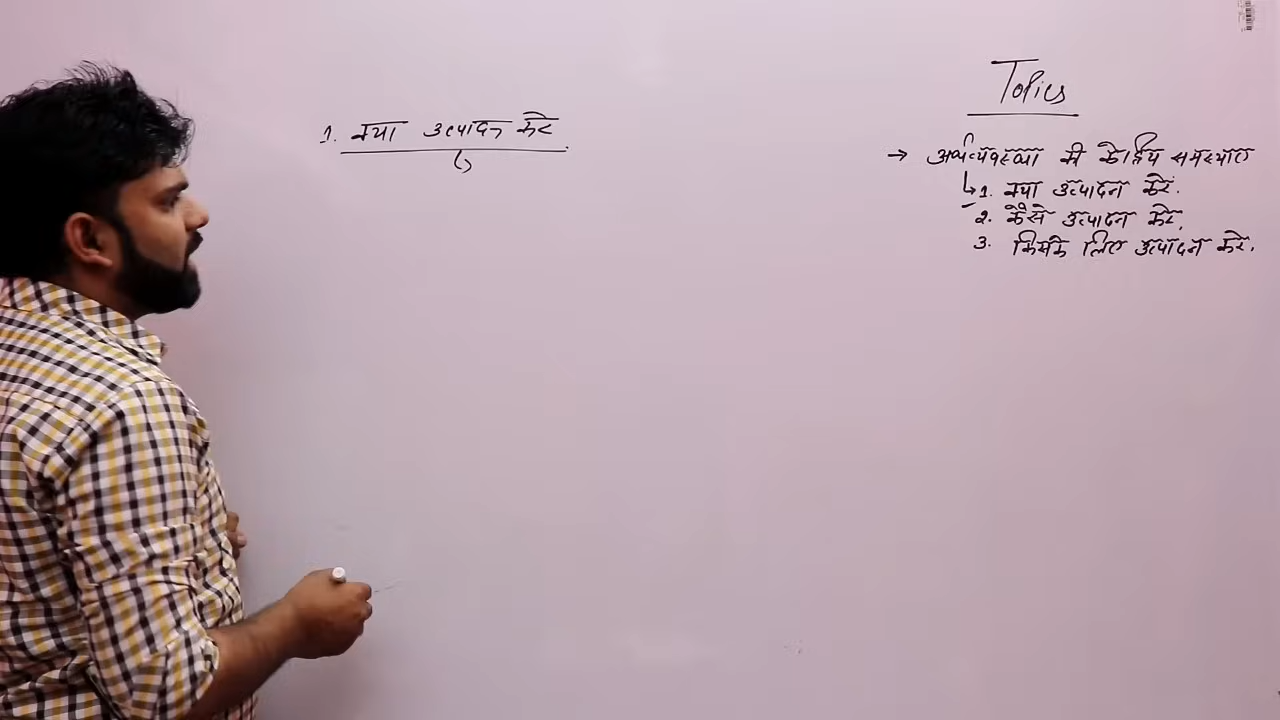 1. क्या उत्पादन करें
Topics
→ अर्थव्यवस्था की केन्द्रिय समस्याए
1. क्या उत्पादन करें.
2. कैसे उत्पादन करें.
3. किसके लिए उत्पादन करें.